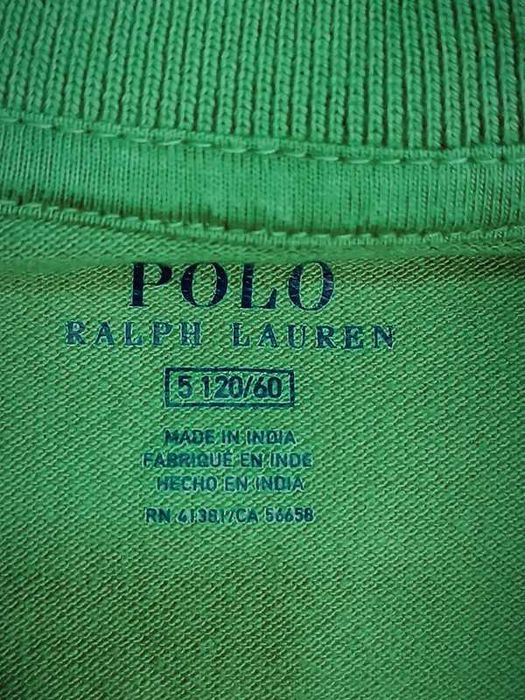 POLO
RALPH LAUREN
5 120/60
MADE IN INDIA
FABRIQUÉ EN INDE
HECHO EN INDIA
RN 41381/CA 56658